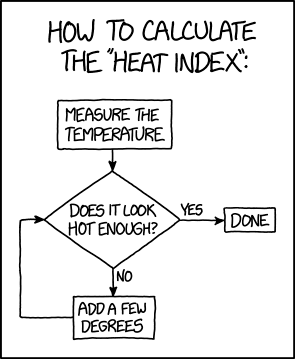 HOW TO CALCULATE
THE "HEAT INDEX":
MEASURE THE
TEMPERATURE
DOES IT LOOK
HOT ENOUGH?
YES
DONE
NO
ADD A FEW
DEGREES